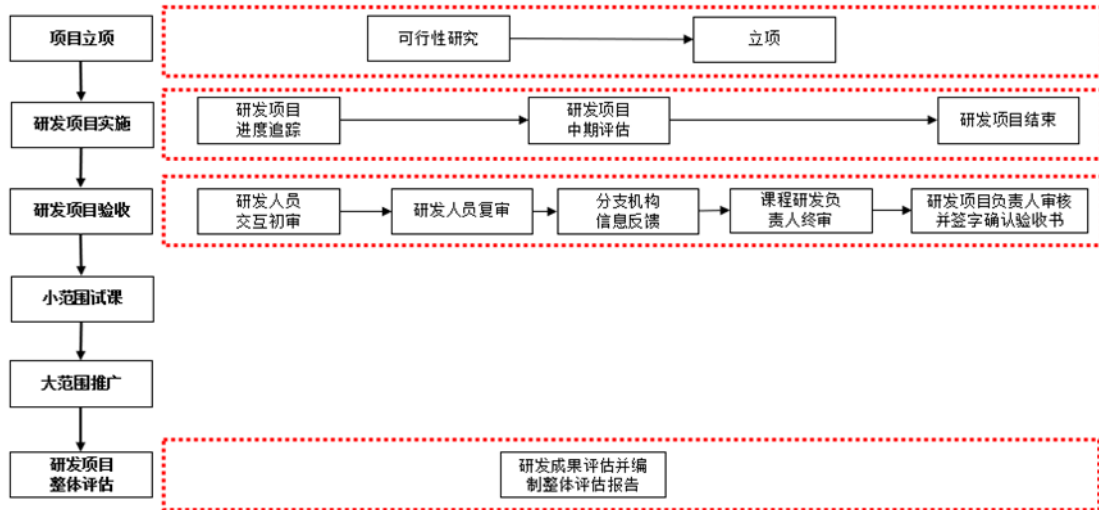 项目立项
可行性研究
立项
研发项目实施
研发项目
进度追踪
研发项目
中期评估
研发项目结束
研发项目验收
研发人员
交互初审
研发人员复审
分支机构
信息反馈
课程研发负
责人终审
研发项目负责人审核
并签字确认验收书
小范围试课
大范围推广
研发项目
整体评估
研发成果评估并编
制整体评估报告